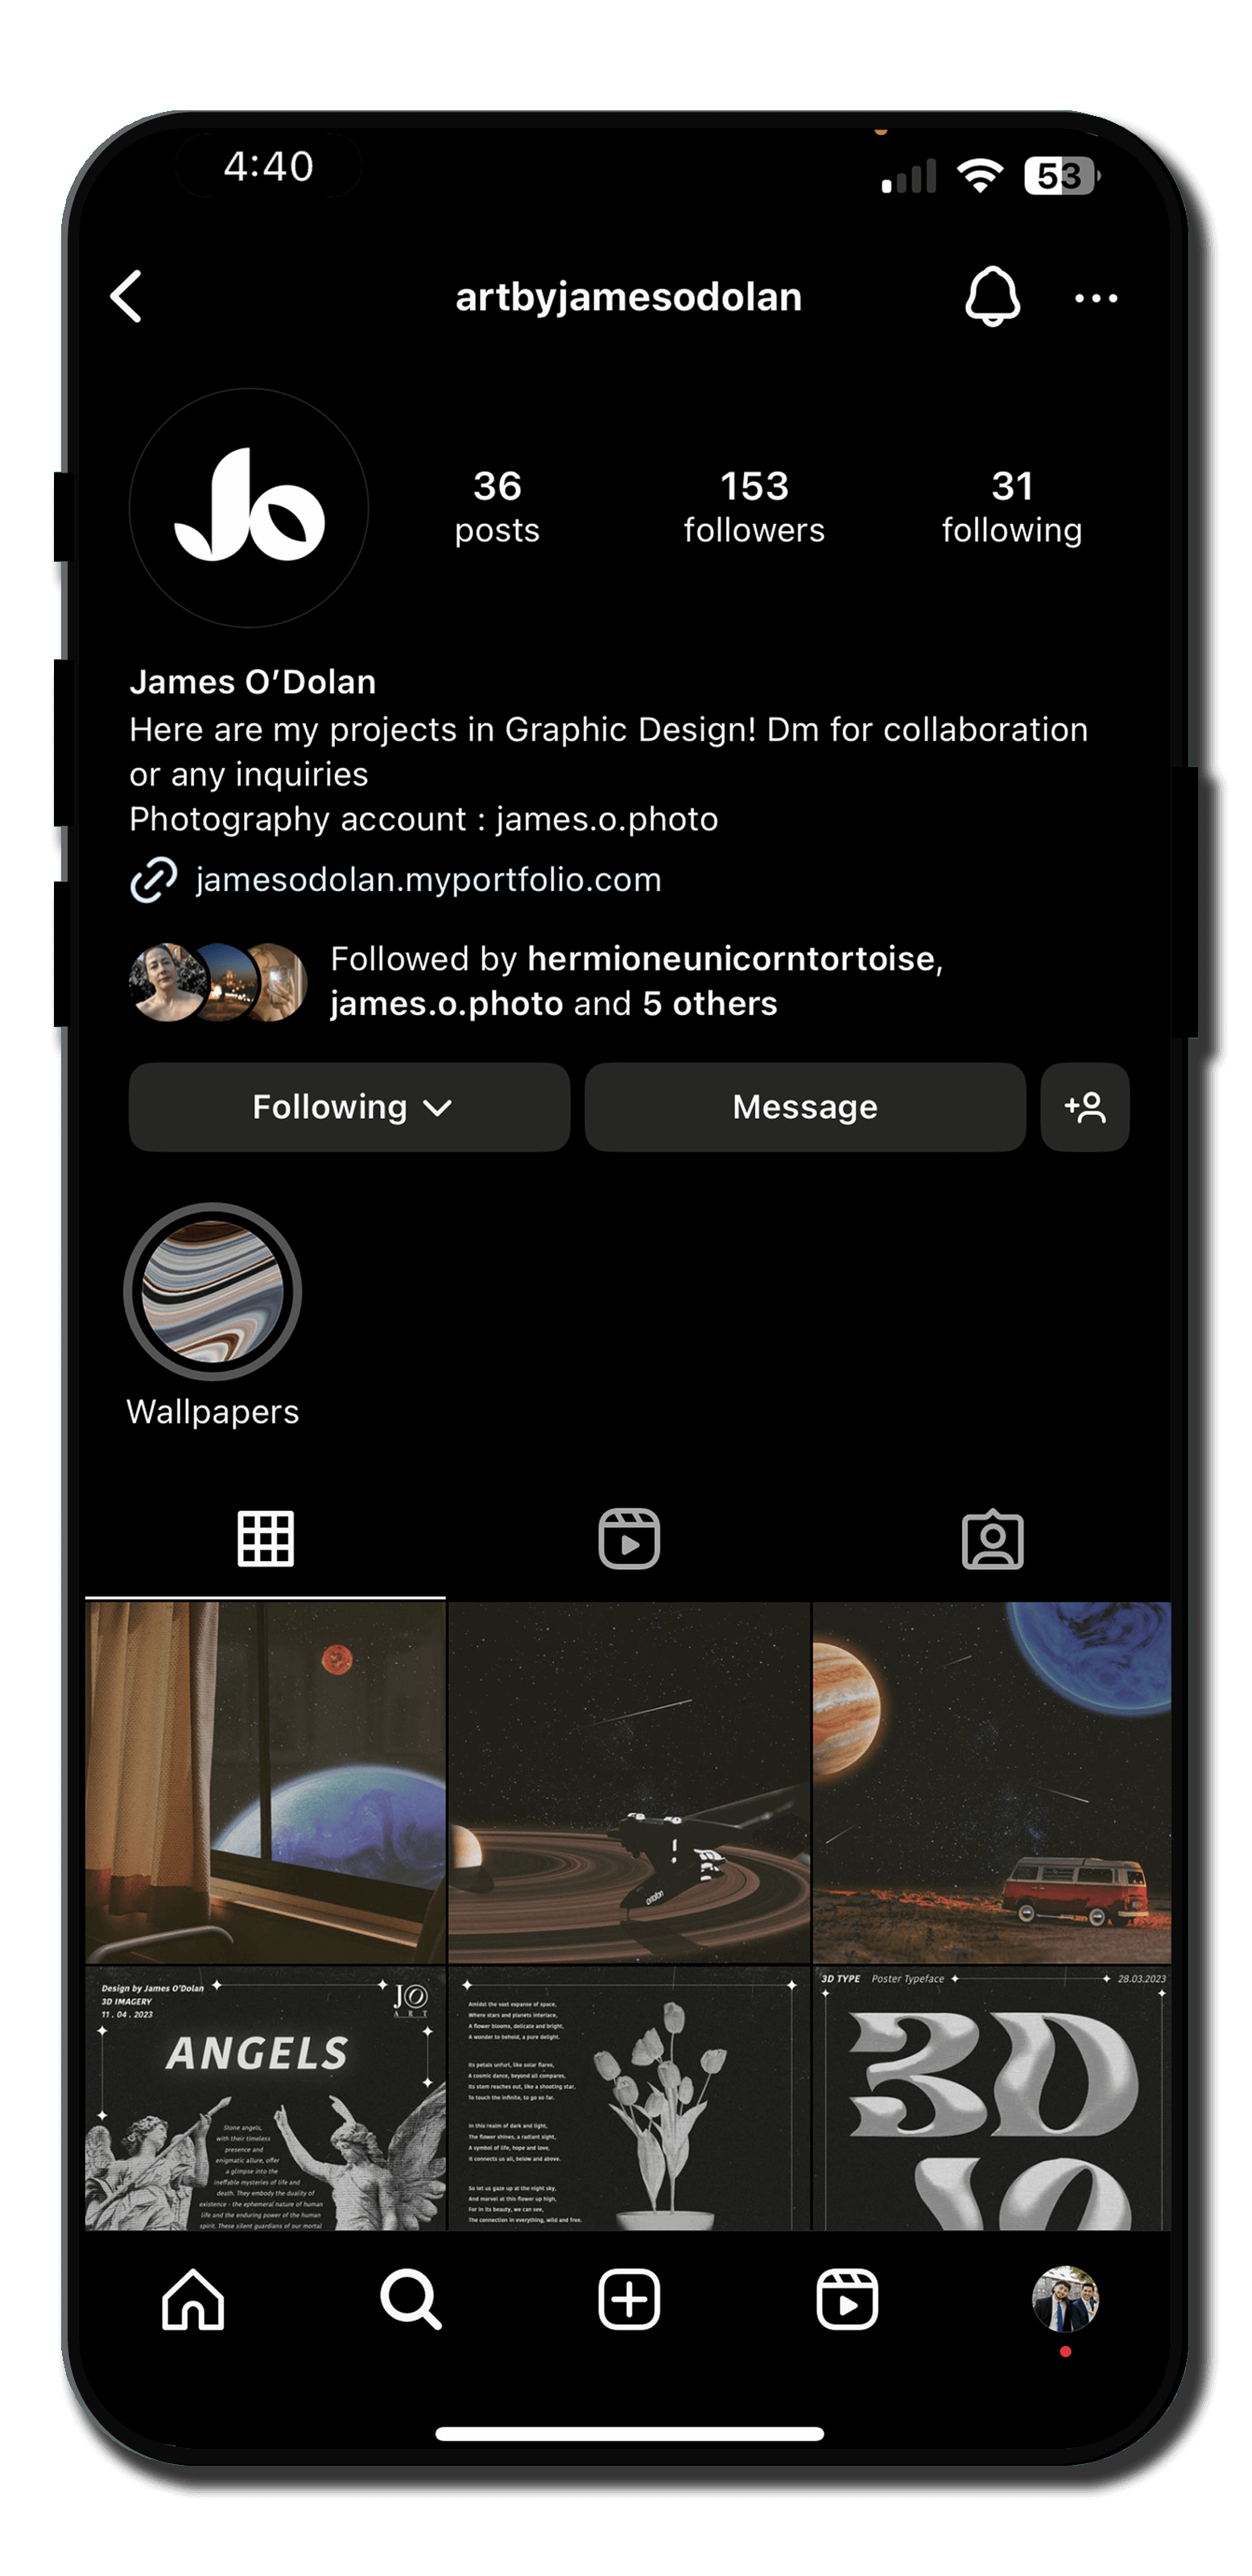 4:40
53
artbyjamesodolan
Jo
36
posts
153
followers
31
following
James O’Dolan
Here are my projects in Graphic Design! Dm for collaboration
or any inquiries
Photography account : james.o.photo
jamesodolan.myportfolio.com
Followed by hermioneunicorntortoise,
james.o.photo and 5 others
Following
Message
Wallpapers
ortofon
Design by James O'Dolan
3D IMAGERY
11 . 04 . 2023
JO
ART
ANGELS
Stone angels,
with their timeless
presence and
enigmatic allure, offer
a glimpse into the
ineffable mysteries of life and
death. They embody the duality of
existence - the ephemeral nature of human
life and the enduring power of the human
spirit. These silent guardians of our mortal
Amidst the vast expanse of space,
Where stars and planets interlace,
A flower blooms, delicate and bright,
A wonder to behold, a pure delight.
Its petals unfurl, like solar flares,
A cosmic dance, beyond all compares,
Its stem reaches out, like a shooting star,
To touch the infinite, to go so far.
In this realm of dark and light,
The flower shines, a radiant sight,
A symbol of life, hope and love,
It connects us all, below and above.
So let us gaze up at the night sky,
And marvel at this flower up high,
For in its beauty, we can see,
The connection in everything, wild and free.
3D TYPE Poster Typeface 28.03.2023
3D